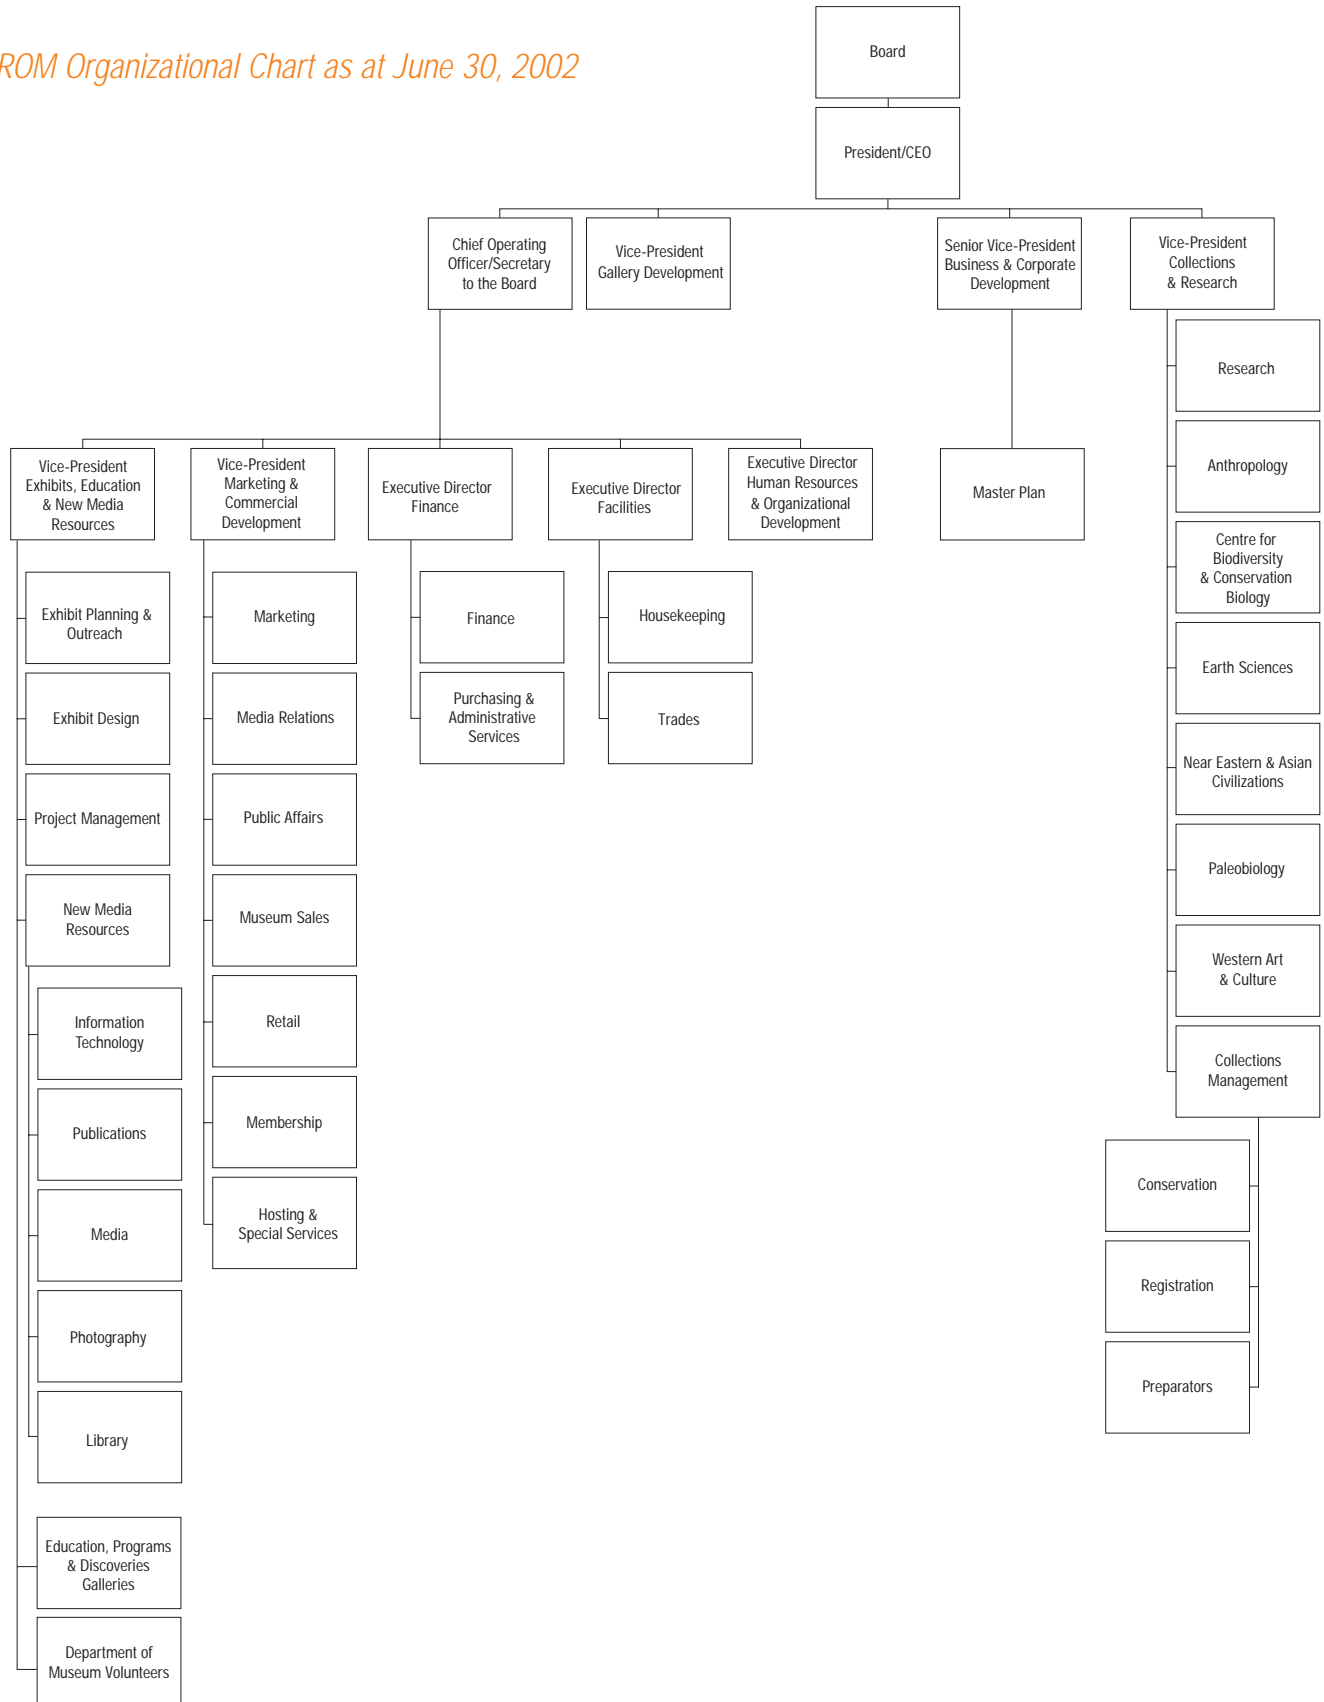 ROM Organizational Chart as at June 30, 2002
Board
President/CEO
Chief Operating
Officer/Secretary
to the Board
Vice-President
Gallery Development
Senior Vice-President
Business & Corporate
Development
Vice-President
Collections
& Research
Research
Anthropology
Centre for
Biodiversity
& Conservation
Biology
Earth Sciences
Near Eastern & Asian
Civilizations
Paleobiology
Western Art
& Culture
Collections
Management
Conservation
Registration
Preparators
Master Plan
Vice-President
Exhibits, Education
& New Media
Resources
Vice-President
Marketing &
Commercial
Development
Executive Director
Finance
Executive Director
Facilities
Executive Director
Human Resources
& Organizational
Development
Exhibit Planning &
Outreach
Exhibit Design
Project Management
New Media
Resources
Information
Technology
Publications
Media
Photography
Library
Education, Programs
& Discoveries
Galleries
Department of
Museum Volunteers
Marketing
Media Relations
Public Affairs
Museum Sales
Retail
Membership
Hosting &
Special Services
Finance
Purchasing &
Administrative
Services
Housekeeping
Trades